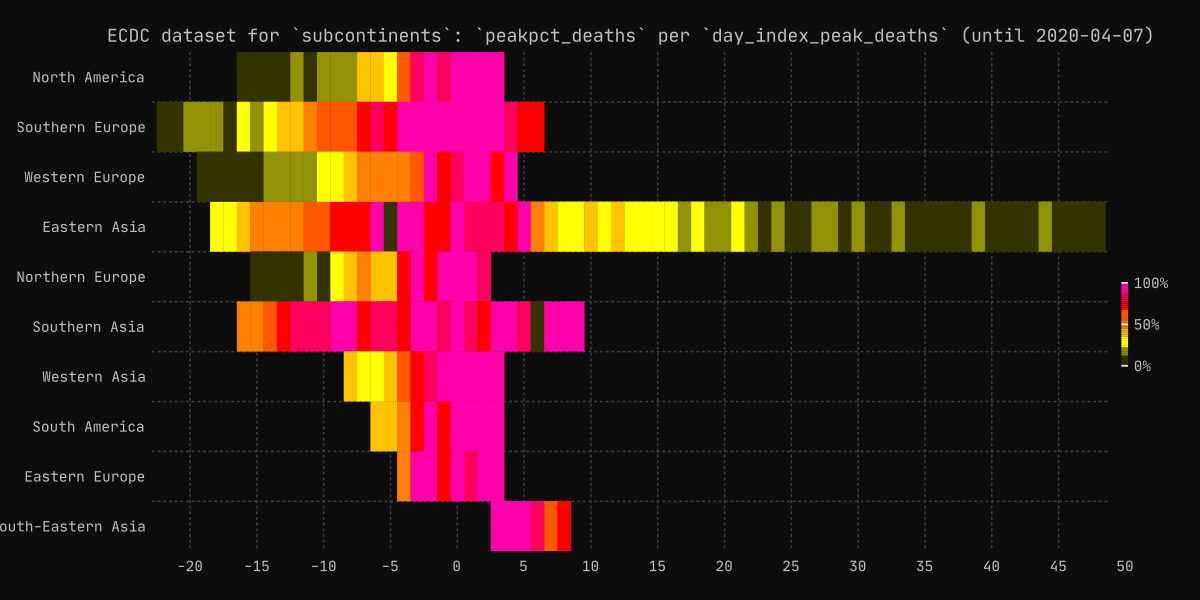 ECDC dataset for `subcontinents`: `peakpct_deaths` per `day_index_peak_deaths` (until 2020-04-07)
North America
Southern Europe
Western Europe
Eastern Asia
Northern Europe
Southern Asia
Western Asia
South America
Eastern Europe
outh-Eastern Asia
100%
50%
0%
-20 -15 -10 -5 0 5 10 15 20 25 30 35 40 45 50